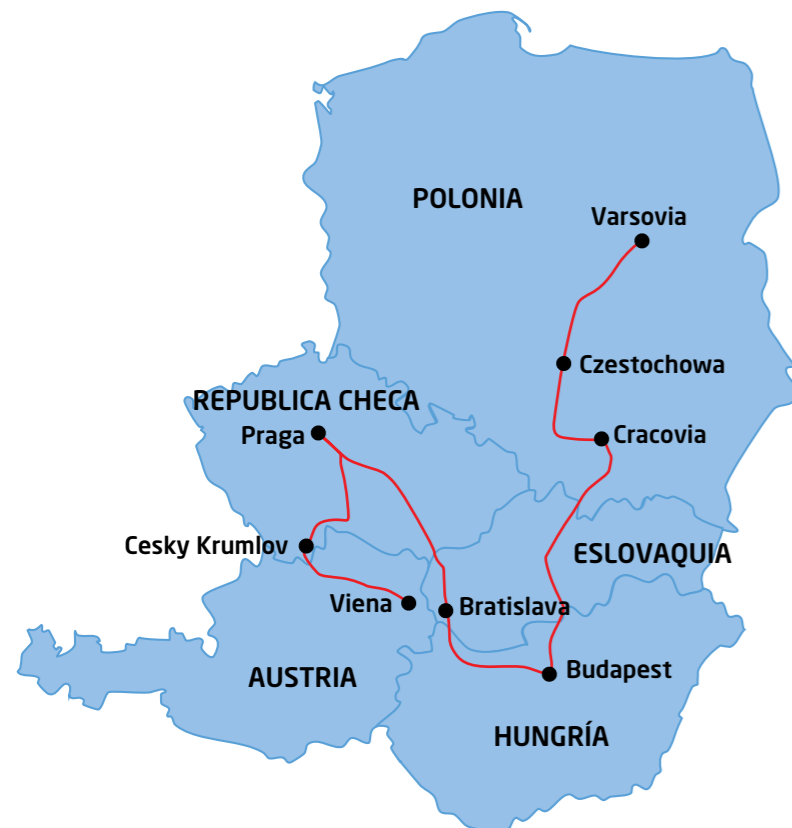 POLONIA
Varsovia
Czestochowa
REPUBLICA CHECA
Praga
Cracovia
Cesky Krumlov
ESLOVAQUIA
Viena
Bratislava
AUSTRIA
Budapest
HUNGRÍA